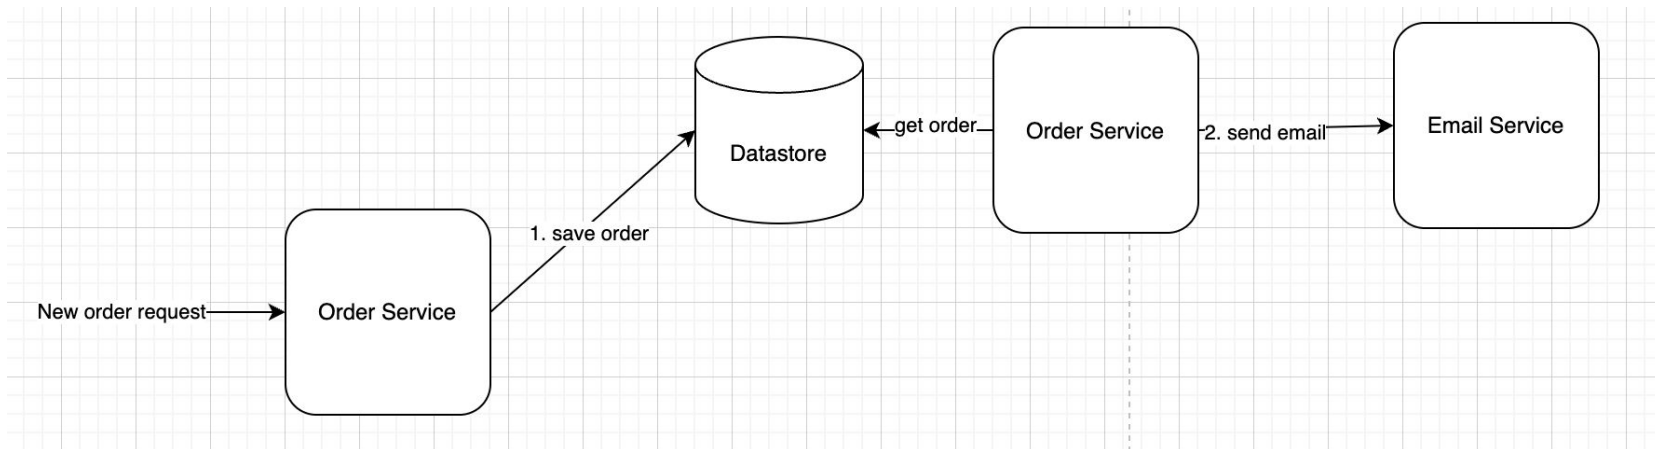 New order request
Order Service
1. save order
Datastore
get order
Order Service
2. send email
Email Service